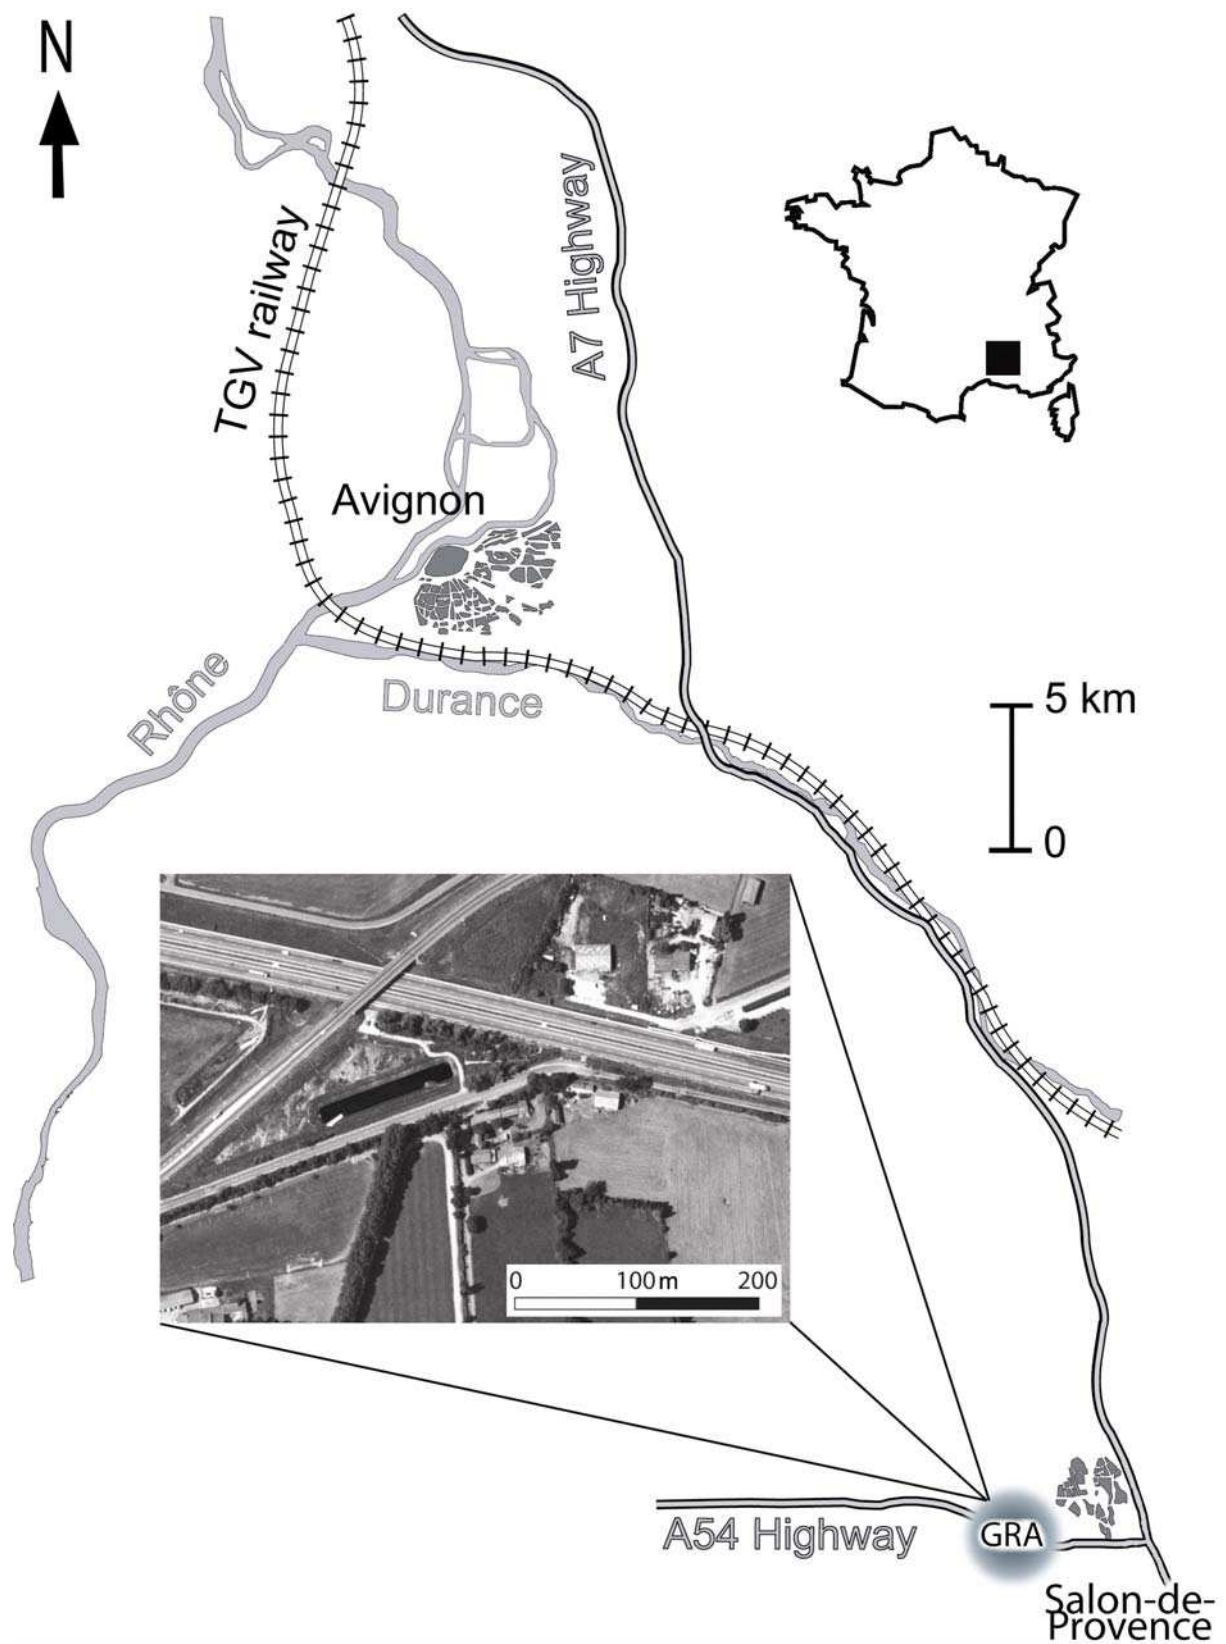 N
A7 Highway
TGV railway
Avignon
Rhône
Durance
5 km
0
0 100m 200
A54 Highway
GRA
Salon-de-
Provence